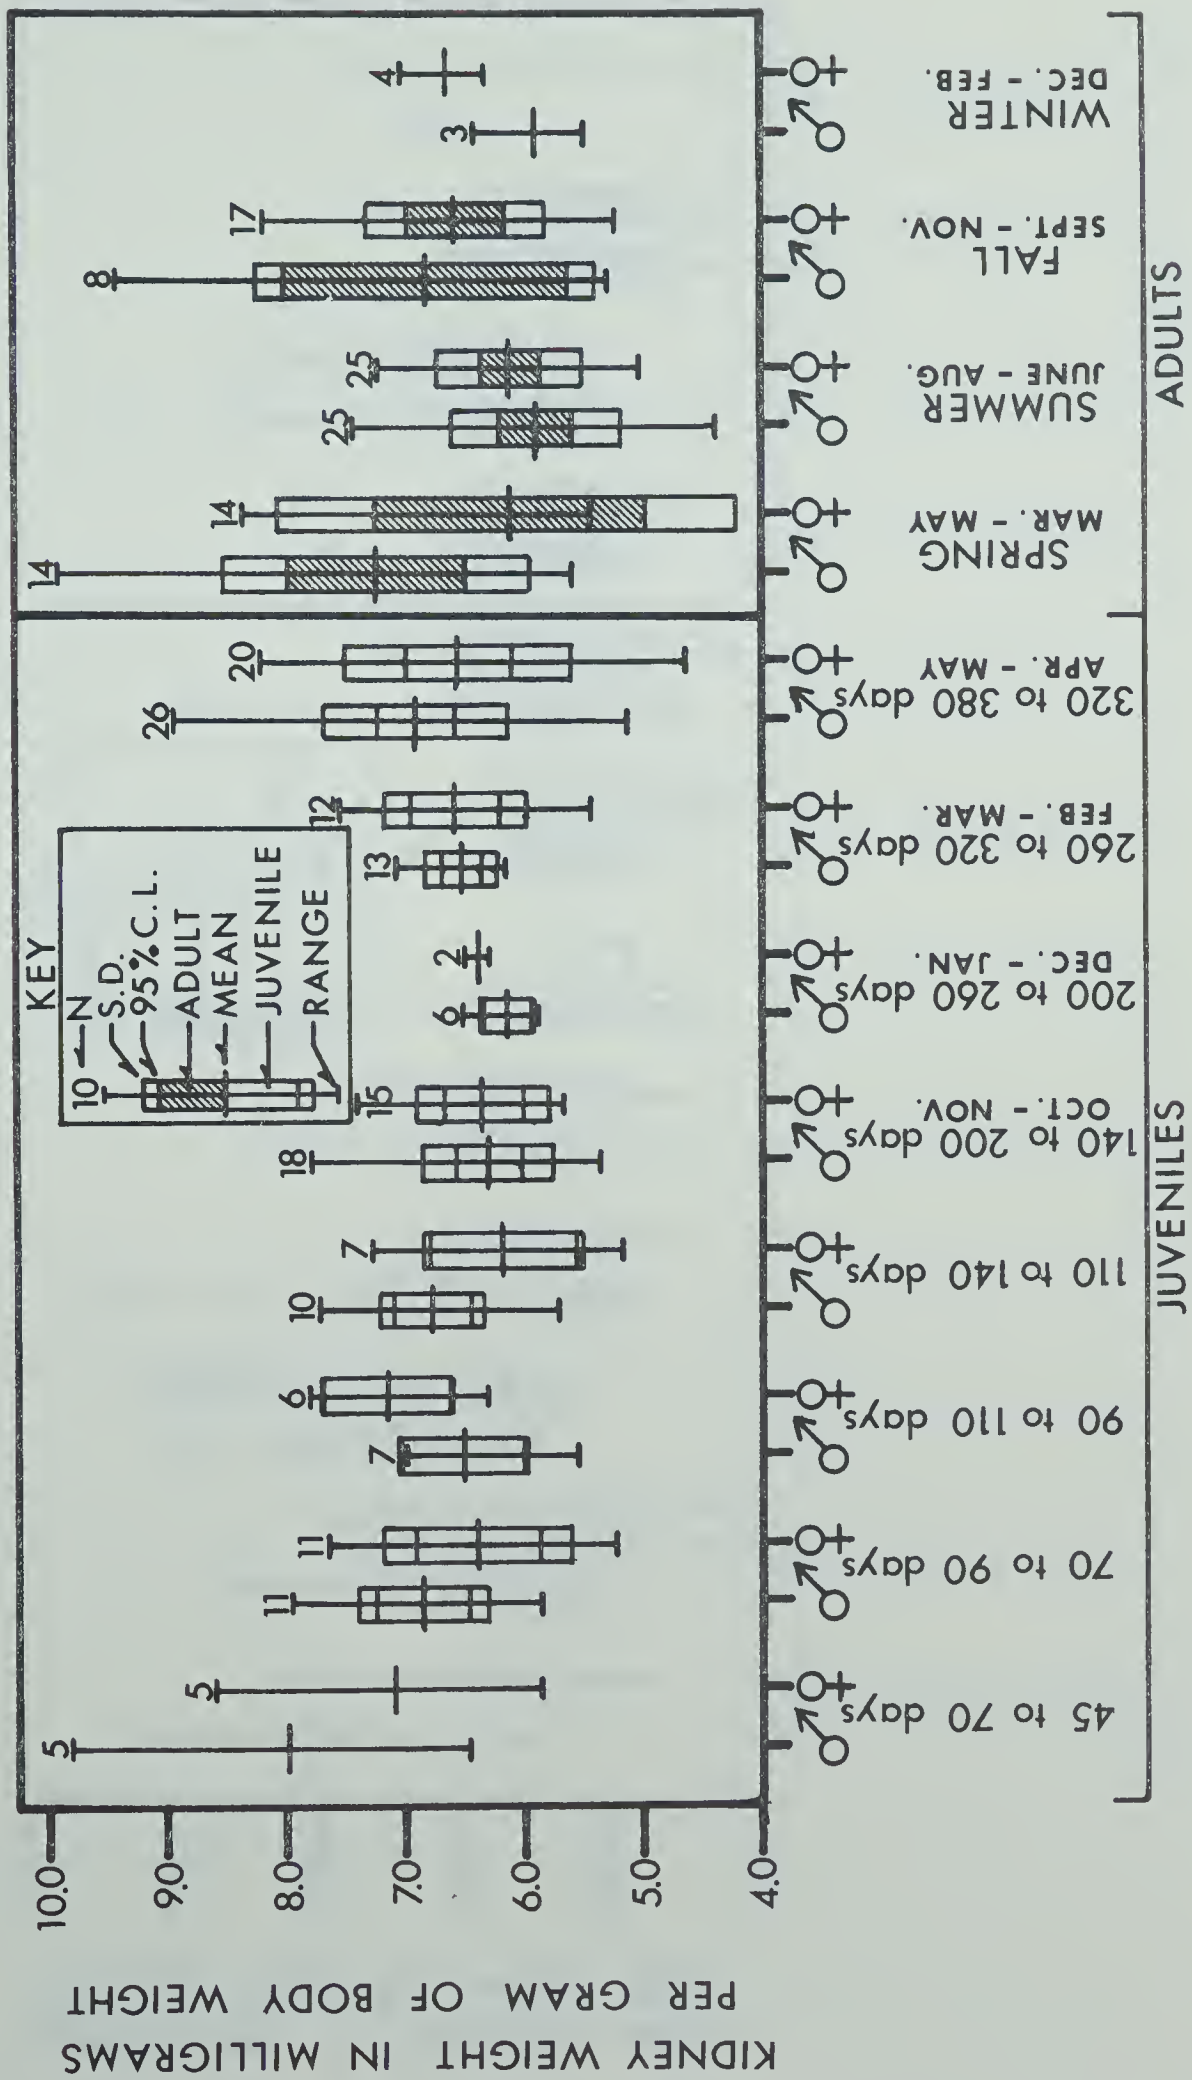 KIDNEY WEIGHT IN MILLIGRAMS
PER GRAM OF BODY WEIGHT
10.0
9.0
8.0
7.0
6.0
5.0
4.0
5
5
11
11
7
6
10
7
18
15
6
2
13
12
26
20
14
14
25
25
8
17
3
4
KEY
10
N
S.D.
95% C.L.
ADULT
MEAN
JUVENILE
RANGE
♂ ♀
45 to 70 days
♂ ♀
70 to 90 days
♂ ♀
90 to 110 days
♂ ♀
110 to 140 days
♂ ♀
140 to 200 days
OCT. - NOV.
♂ ♀
200 to 260 days
DEC. - JAN.
♂ ♀
260 to 320 days
FEB. - MAR.
♂ ♀
320 to 380 days
APR. - MAY
♂ ♀
SPRING
MAR. - MAY
♂ ♀
SUMMER
JUNE - AUG.
♂ ♀
FALL
SEPT. - NOV.
♂ ♀
WINTER
DEC. - FEB.
JUVENILES
ADULTS